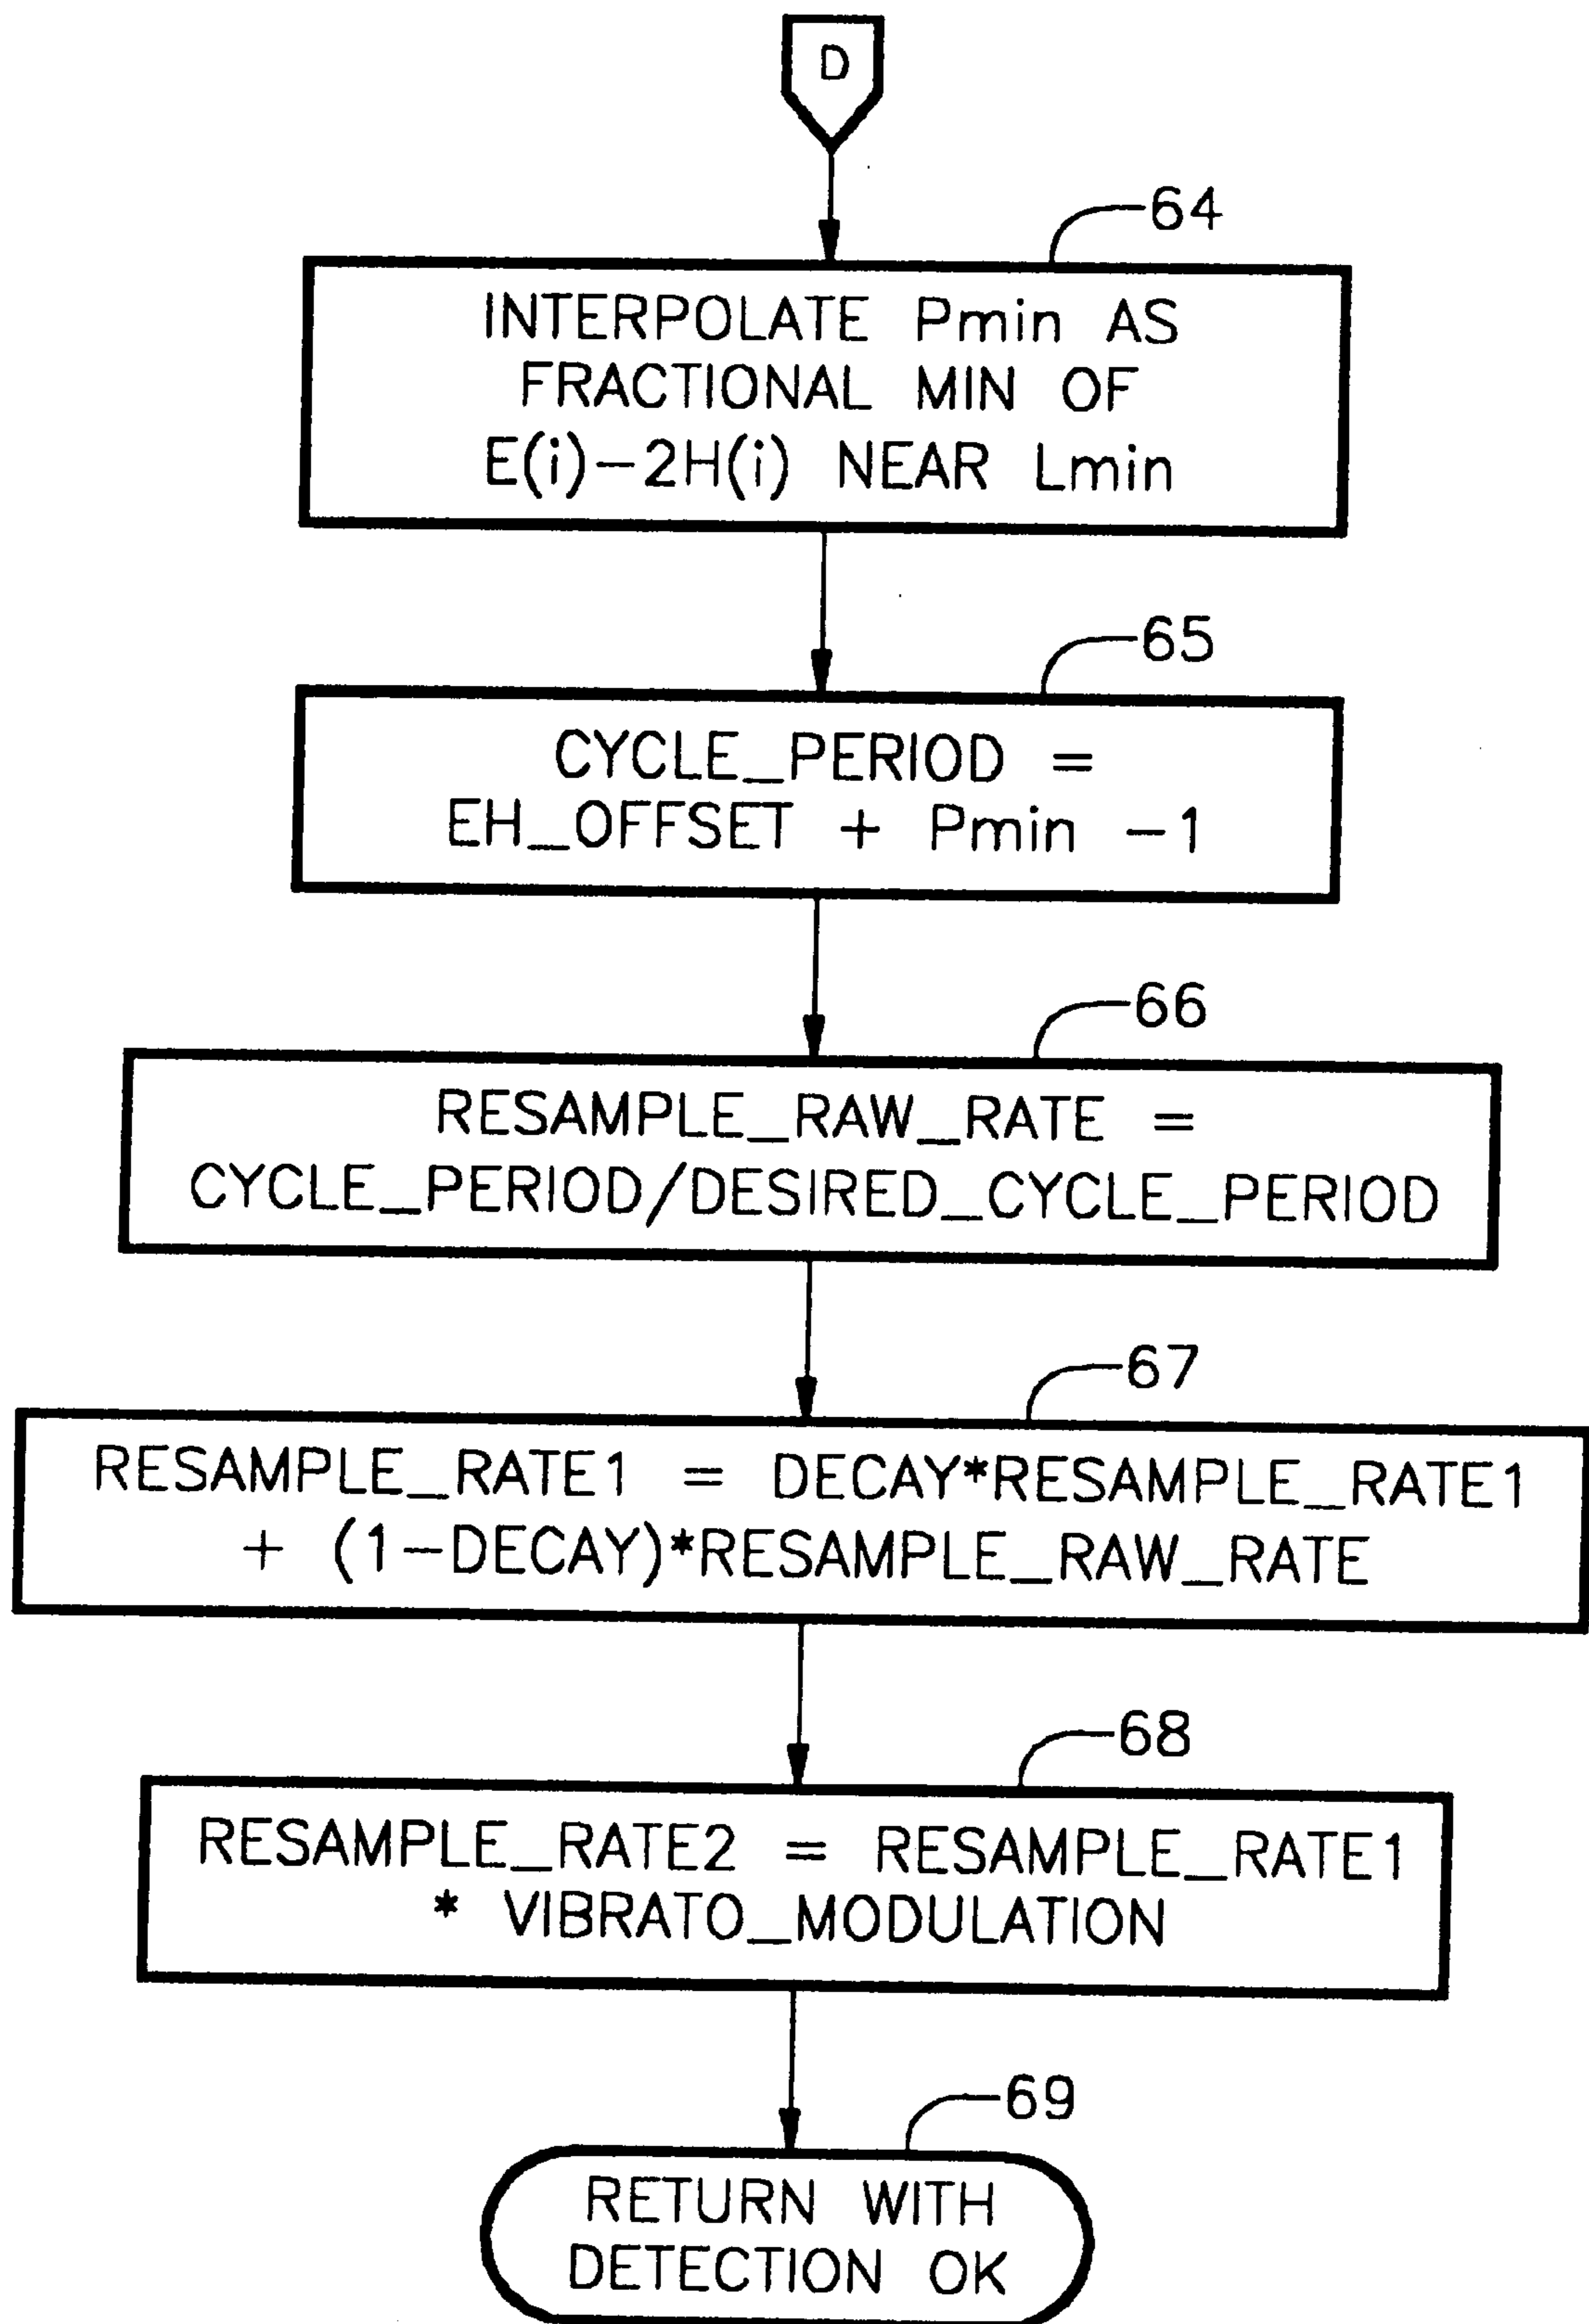 D
64
INTERPOLATE Pmin AS
FRACTIONAL MIN OF
E(i)-2H(i) NEAR Lmin
65
CYCLE_PERIOD =
EH_OFFSET + Pmin -1
66
RESAMPLE_RAW_RATE =
CYCLE_PERIOD/DESIRED_CYCLE_PERIOD
67
RESAMPLE_RATE1 = DECAY*RESAMPLE_RATE1
+ (1-DECAY)*RESAMPLE_RAW_RATE
68
RESAMPLE_RATE2 = RESAMPLE_RATE1
* VIBRATO_MODULATION
69
RETURN WITH
DETECTION OK